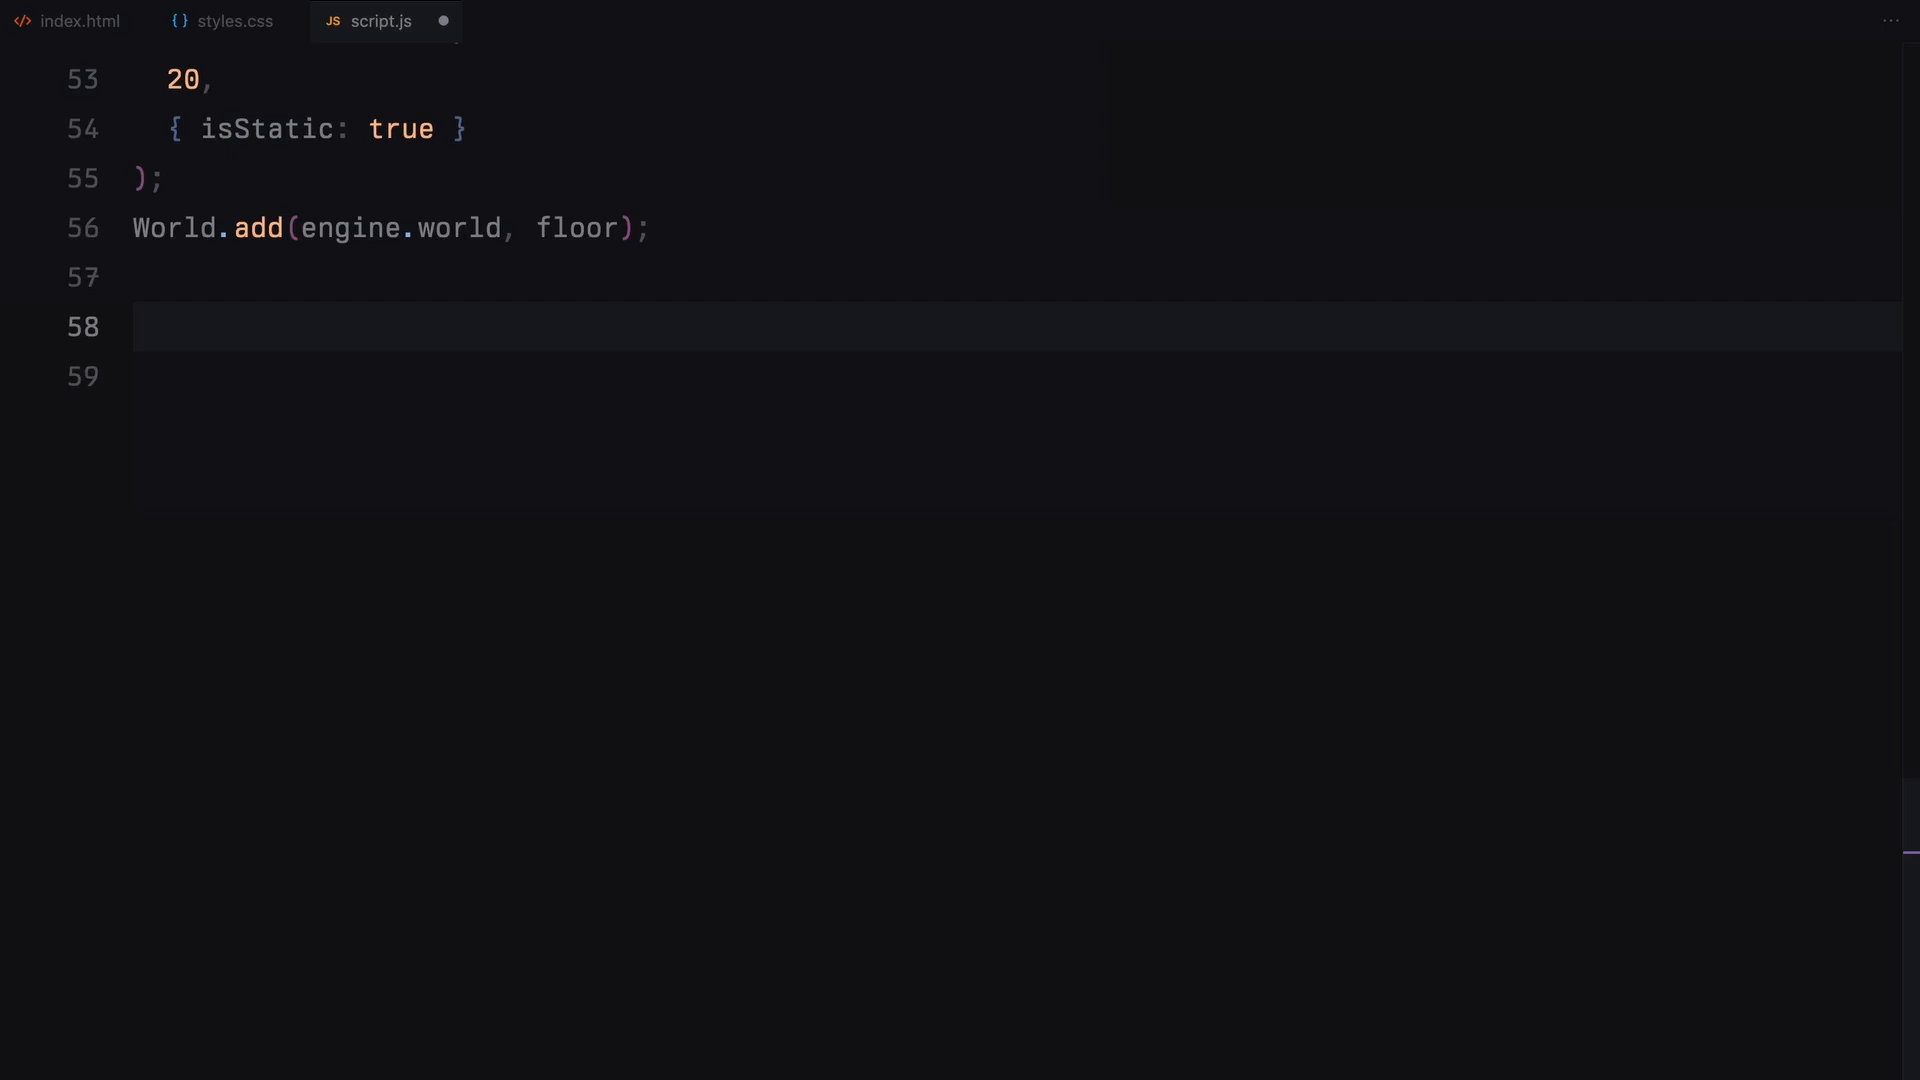 index.html
styles.css
JS script.js
53 20,
54 { isStatic: true }
55 );
56 World.add(engine.world, floor);
57
58
59